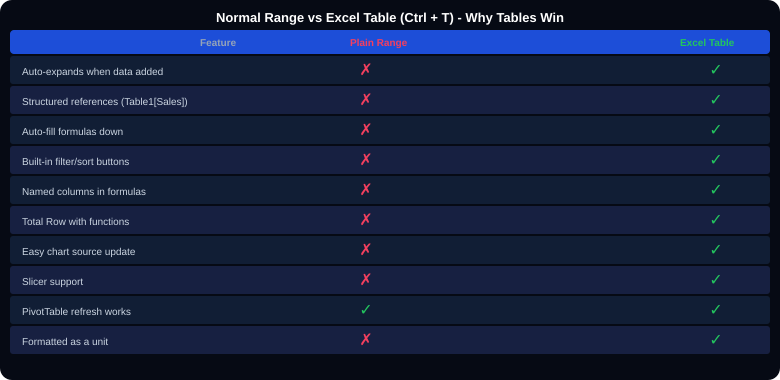 Normal Range vs Excel Table (Ctrl + T) - Why Tables Win
Feature Plain Range Excel Table
Auto-expands when data added ✗ ✓
Structured references (Table1[Sales]) ✗ ✓
Auto-fill formulas down ✗ ✓
Built-in filter/sort buttons ✗ ✓
Named columns in formulas ✗ ✓
Total Row with functions ✗ ✓
Easy chart source update ✗ ✓
Slicer support ✗ ✓
PivotTable refresh works ✓ ✓
Formatted as a unit ✗ ✓